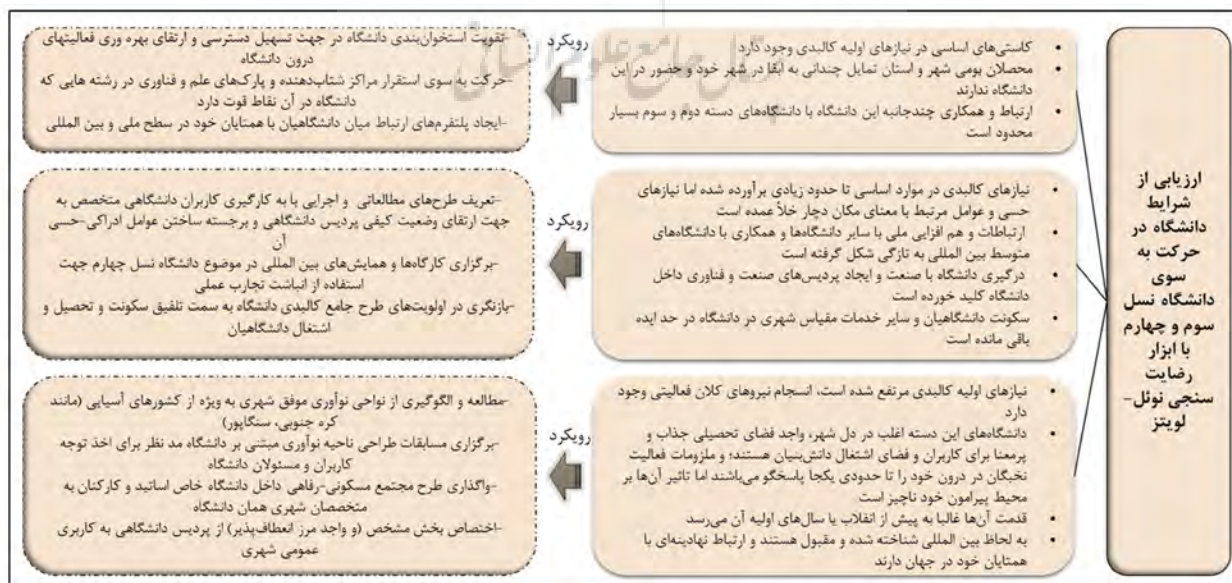 ارزیابی از
شرایط
دانشگاه در
حرکت به
سوی
دانشگاه نسل
سوم و چهارم
با ابزار
رضایت
سنجی نوئل-
لویتز
• کاستی‌های اساسی در نیازهای اولیه کالبدی وجود دارد
• محصلان بومی شهر و استان تمایل چندانی به ابقا در شهر خود و حضور در این
دانشگاه ندارند
• ارتباط و همکاری چندجانبه این دانشگاه با دانشگاه‌های دسته دوم و سوم بسیار
محدود است
رویکرد
-تقویت استخوان‌بندی دانشگاه در جهت تسهیل دسترسی و ارتقای بهره وری فعالیتهای
درون دانشگاه
-حرکت به سوی استقرار مراکز شتاب‌دهنده و پارک‌های علم و فناوری در رشته هایی که
دانشگاه در آن نقاط قوت دارد
-ایجاد پلتفرم‌های ارتباط میان دانشگاهیان با همتایان خود در سطح ملی و بین المللی
• نیازهای کالبدی در موارد اساسی تا حدود زیادی برآورده شده اما نیازهای
حسی و عوامل مرتبط با معنای مکان دچار خلأ عمده است
• ارتباطات و هم افزایی ملی با سایر دانشگاه‌ها و همکاری با دانشگاه‌های
متوسط بین المللی به تازگی شکل گرفته است
• درگیری دانشگاه با صنعت و ایجاد پردیس‌های صنعت و فناوری داخل
دانشگاه کلید خورده است
• سکونت دانشگاهیان و سایر خدمات مقیاس شهری در دانشگاه در حد ایده
باقی مانده است
رویکرد
-تعریف طرح‌های مطالعاتی و اجرایی با به کارگیری کاربران دانشگاهی متخصص به
جهت ارتقای وضعیت کیفی پردیس دانشگاهی و برجسته ساختن عوامل ادراکی-حسی
آن
-برگزاری کارگاه‌ها و همایش‌های بین المللی در موضوع دانشگاه نسل چهارم جهت
استفاده از انباشت تجارب عملی
-بازنگری در اولویت‌های طرح جامع کالبدی دانشگاه به سمت تلفیق سکونت و تحصیل و
اشتغال دانشگاهیان
• نیازهای اولیه کالبدی مرتفع شده است، انسجام نیروهای کلان فعالیتی وجود
دارد
• دانشگاه‌های این دسته اغلب در دل شهر، واجد فضای تحصیلی جذاب و
پرمعنا برای کاربران و فضای اشتغال دانش‌بنیان هستند؛ و ملزومات فعالیت
نخبگان در درون خود را تا حدودی یکجا پاسخگو می‌باشند اما تاثیر آن‌ها بر
محیط پیرامون خود ناچیز است
• قدمت آن‌ها غالبا به پیش از انقلاب یا سال‌های اولیه آن می‌رسد
• به لحاظ بین المللی شناخته شده و مقبول هستند و ارتباط نهادینه‌ای با
همتایان خود در جهان دارند
رویکرد
-مطالعه و الگوگیری از نواحی نوآوری موفق شهری به ویژه از کشورهای آسیایی (مانند
کره جنوبی، سنگاپور)
-برگزاری مسابقات طراحی ناحیه نوآوری مبتنی بر دانشگاه مد نظر برای اخذ توجه
کاربران و مسئولان دانشگاه
-واگذاری طرح مجتمع مسکونی-رفاهی داخل دانشگاه خاص اساتید و کارکنان به
متخصصان شهری همان دانشگاه
-اختصاص بخش مشخص (و واجد مرز انعطاف‌پذیر) از پردیس دانشگاهی به کاربری
عمومی شهری